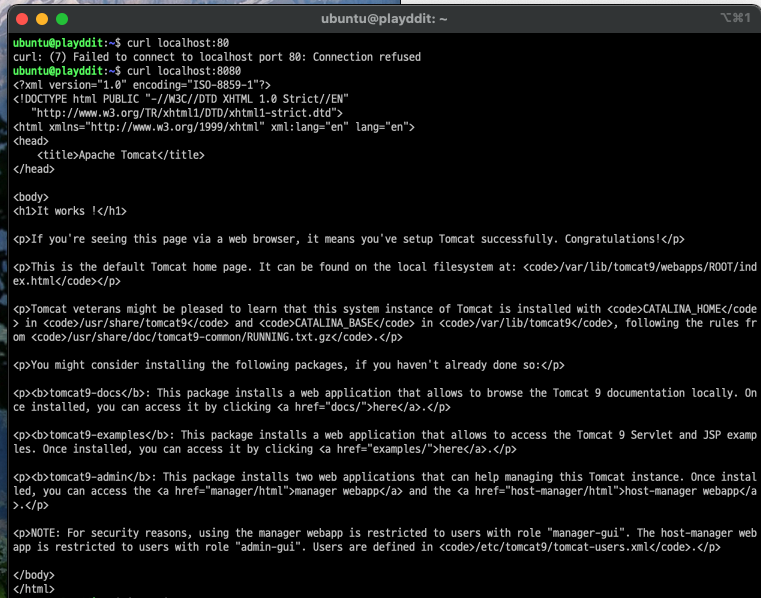 ubuntu@playddit: ~
⌥⌘1
ubuntu@playddit:~$ curl localhost:80
curl: (7) Failed to connect to localhost port 80: Connection refused
ubuntu@playddit:~$ curl localhost:8080
<?xml version="1.0" encoding="ISO-8859-1"?>
<!DOCTYPE html PUBLIC "-//W3C//DTD XHTML 1.0 Strict//EN"
   "http://www.w3.org/TR/xhtml1/DTD/xhtml1-strict.dtd">
<html xmlns="http://www.w3.org/1999/xhtml" xml:lang="en" lang="en">
<head>
    <title>Apache Tomcat</title>
</head>

<body>
<h1>It works !</h1>

<p>If you're seeing this page via a web browser, it means you've setup Tomcat successfully. Congratulations!</p>

<p>This is the default Tomcat home page. It can be found on the local filesystem at: <code>/var/lib/tomcat9/webapps/ROOT/ind
ex.html</code></p>

<p>Tomcat veterans might be pleased to learn that this system instance of Tomcat is installed with <code>CATALINA_HOME</code
> in <code>/usr/share/tomcat9</code> and <code>CATALINA_BASE</code> in <code>/var/lib/tomcat9</code>, following the rules fr
om <code>/usr/share/doc/tomcat9-common/RUNNING.txt.gz</code>.</p>

<p>You might consider installing the following packages, if you haven't already done so:</p>

<p><b>tomcat9-docs</b>: This package installs a web application that allows to browse the Tomcat 9 documentation locally. On
ce installed, you can access it by clicking <a href="docs/">here</a>.</p>

<p><b>tomcat9-examples</b>: This package installs a web application that allows to access the Tomcat 9 Servlet and JSP examp
les. Once installed, you can access it by clicking <a href="examples/">here</a>.</p>

<p><b>tomcat9-admin</b>: This package installs two web applications that can help managing this Tomcat instance. Once instal
led, you can access the <a href="manager/html">manager webapp</a> and the <a href="host-manager/html">host-manager webapp</a
>.</p>

<p>NOTE: For security reasons, using the manager webapp is restricted to users with role "manager-gui". The host-manager web
app is restricted to users with role "admin-gui". Users are defined in <code>/etc/tomcat9/tomcat-users.xml</code>.</p>

</body>
</html>